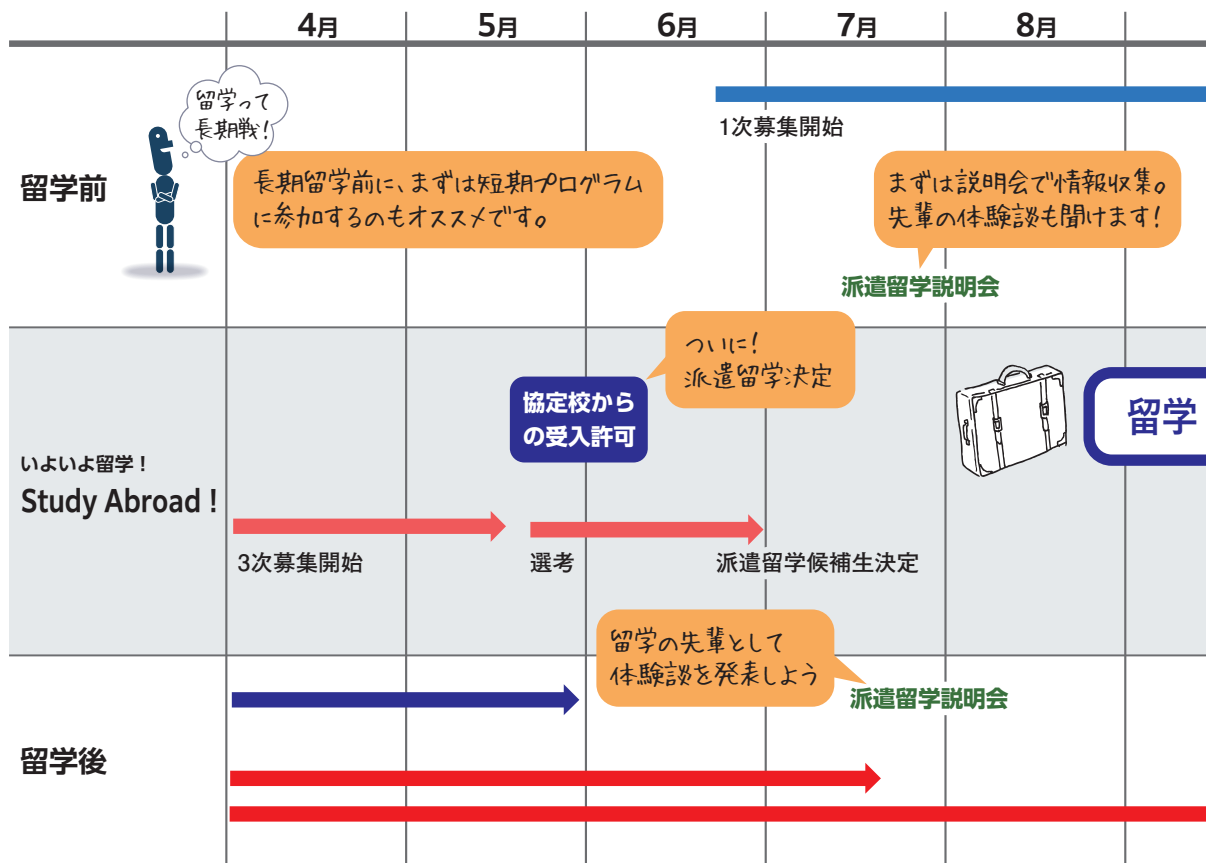 4月 5月 6月 7月 8月
留学って
長期戦!
1次募集開始
留学前
長期留学前に、まずは短期プログラム
に参加するのもオススメです。
まずは説明会で情報収集。
先輩の体験談も聞けます!
派遣留学説明会
ついに!
派遣留学決定
協定校から
の受入許可
留学
いよいよ留学!
Study Abroad !
3次募集開始
選考
派遣留学候補生決定
留学の先輩として
体験談を発表しよう
派遣留学説明会
留学後